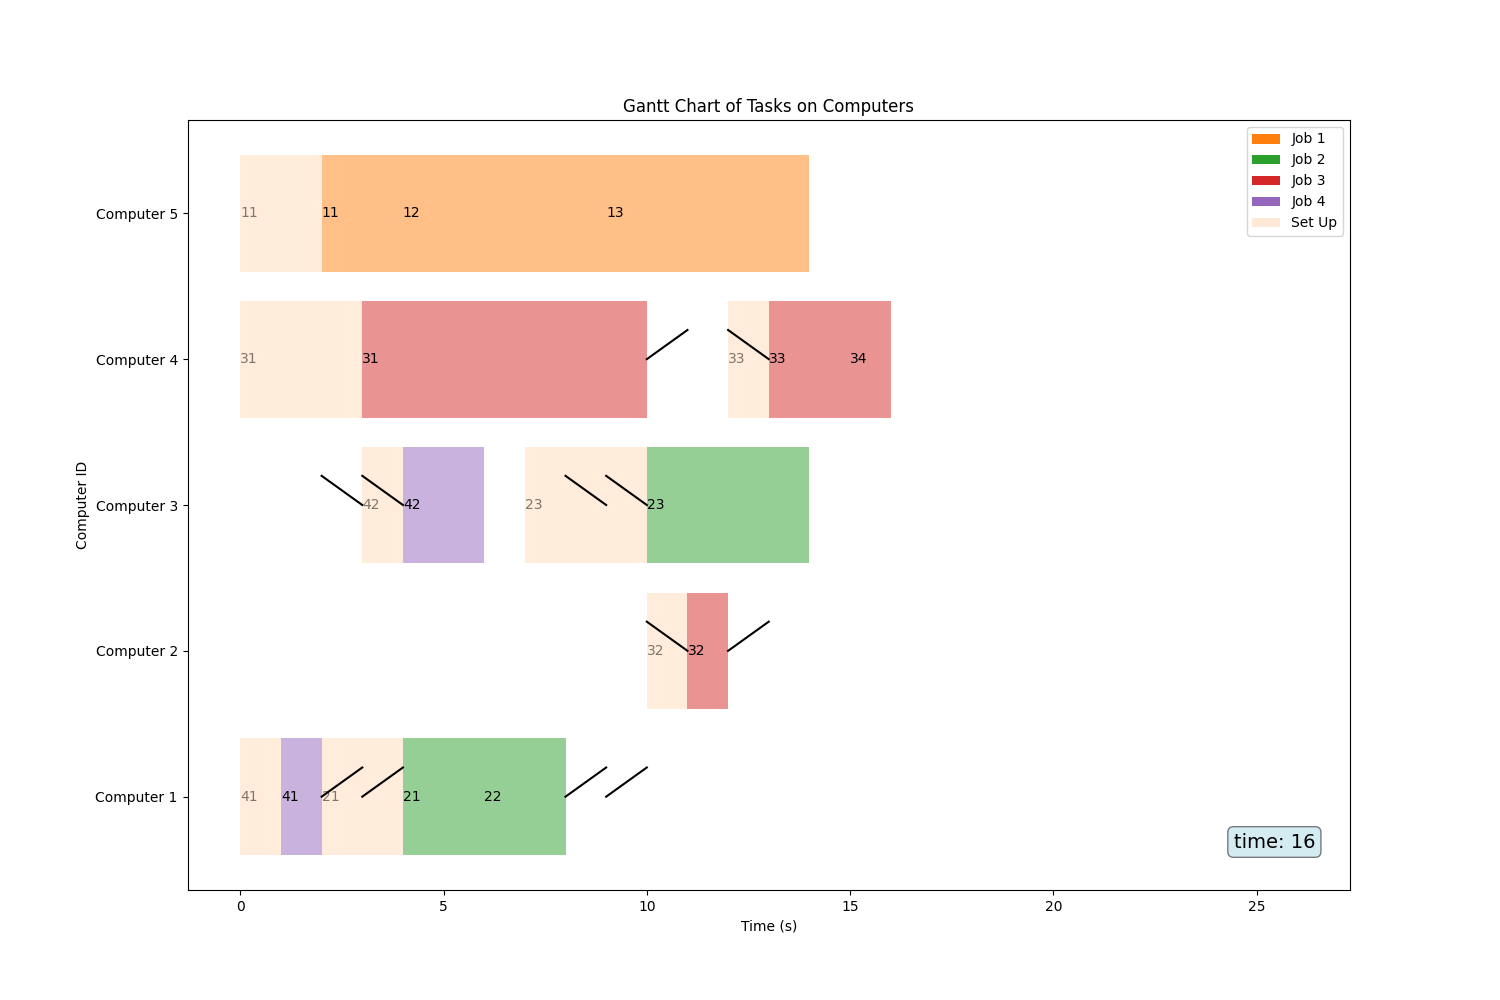 Gantt Chart of Tasks on Computers
Job 1
Job 2
Job 3
Job 4
Set Up
Computer 5
11 11 12 13
Computer 4
31 31 33 33 34
Computer ID
Computer 3
42 42 23 23
Computer 2
32 32
Computer 1
41 41 21 21 22
time: 16
0 5 10 15 20 25
Time (s)